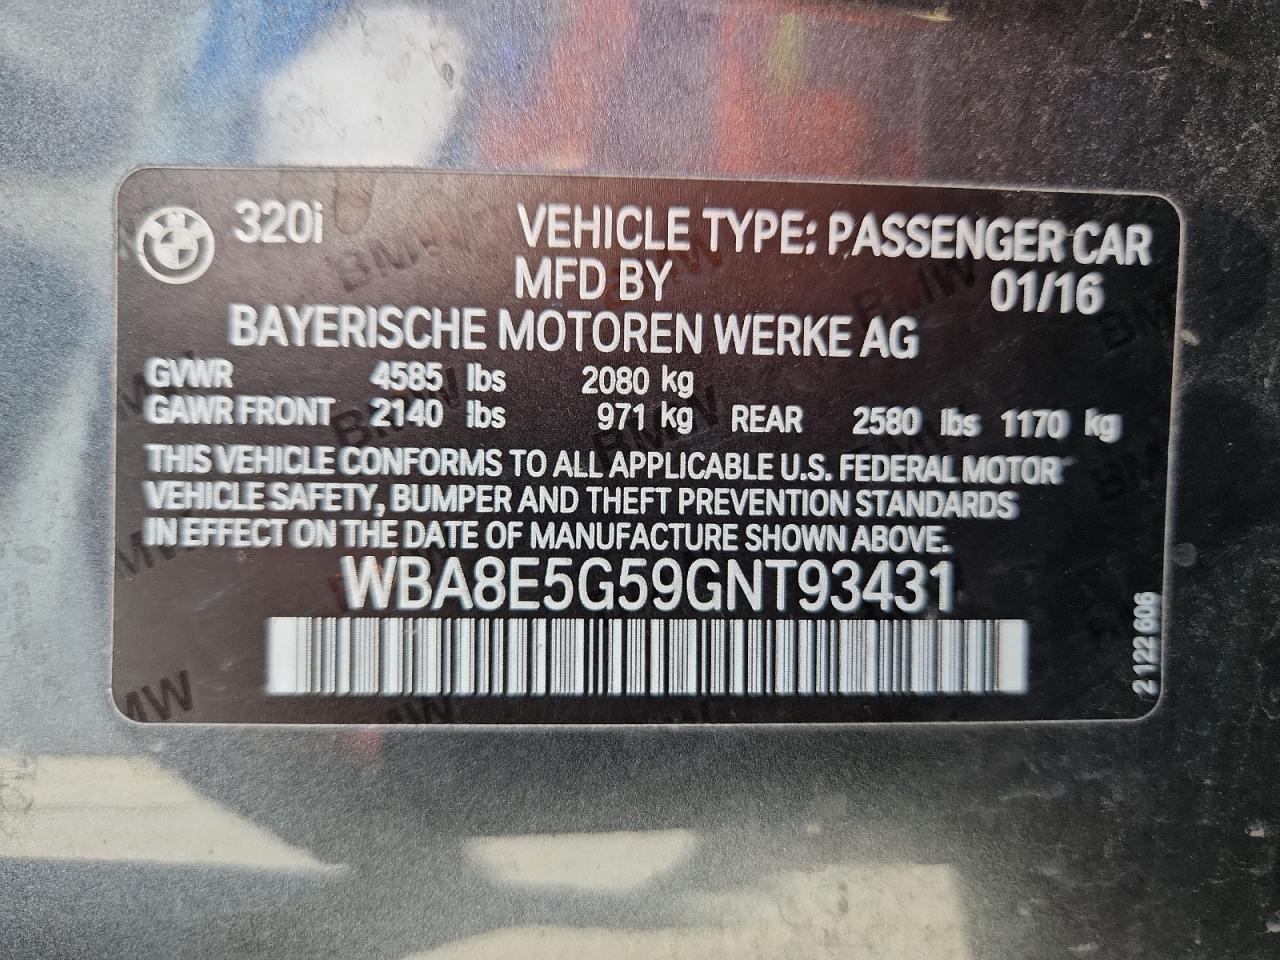 320i VEHICLE TYPE: PASSENGER CAR
MFD BY 01/16
BAYERISCHE MOTOREN WERKE AG
GVWR 4585 lbs 2080 kg
GAWR FRONT 2140 lbs 971 kg REAR 2580 lbs 1170 kg
THIS VEHICLE CONFORMS TO ALL APPLICABLE U.S. FEDERAL MOTOR
VEHICLE SAFETY, BUMPER AND THEFT PREVENTION STANDARDS
IN EFFECT ON THE DATE OF MANUFACTURE SHOWN ABOVE.
WBA8E5G59GNT93431
2 122 606